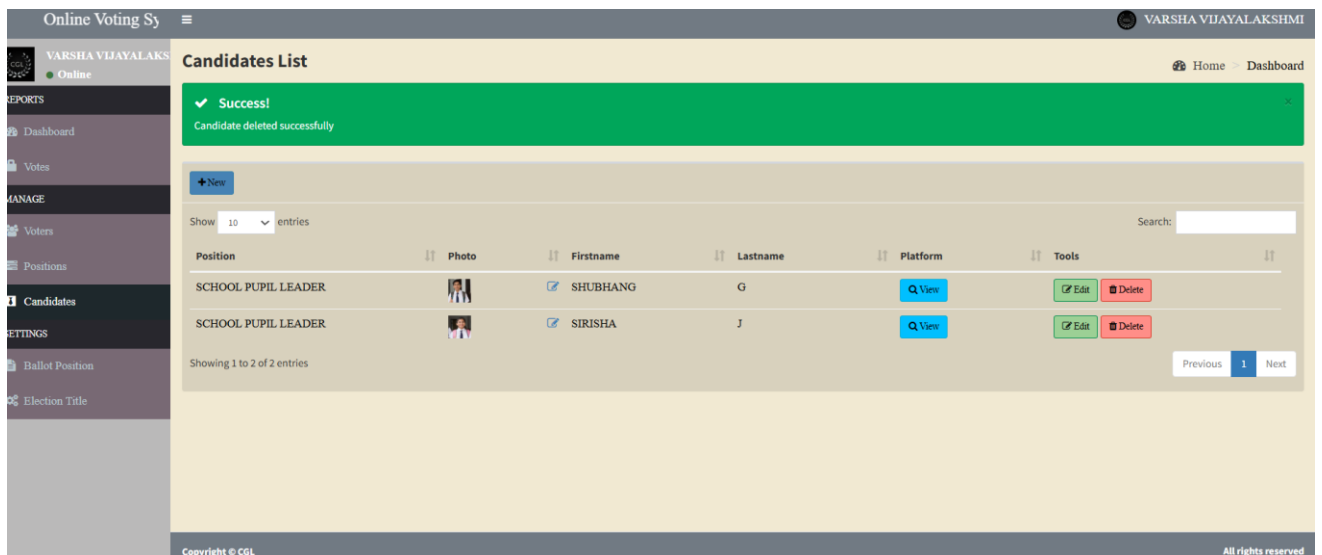 Online Voting Sy
VARSHA VIJAYALAKSHMI
VARSHA VIJAYALAKS
Online
REPORTS
Dashboard
Votes
MANAGE
Voters
Positions
Candidates
SETTINGS
Ballot Position
Election Title
Candidates List
Home > Dashboard
✔ Success! ×
Candidate deleted successfully
+ New
Show 10 entries Search:
Position Photo Firstname Lastname Platform Tools
SCHOOL PUPIL LEADER SHUBHANG G View Edit Delete
SCHOOL PUPIL LEADER SIRISHA J View Edit Delete
Showing 1 to 2 of 2 entries Previous 1 Next
Copyright © CGL All rights reserved